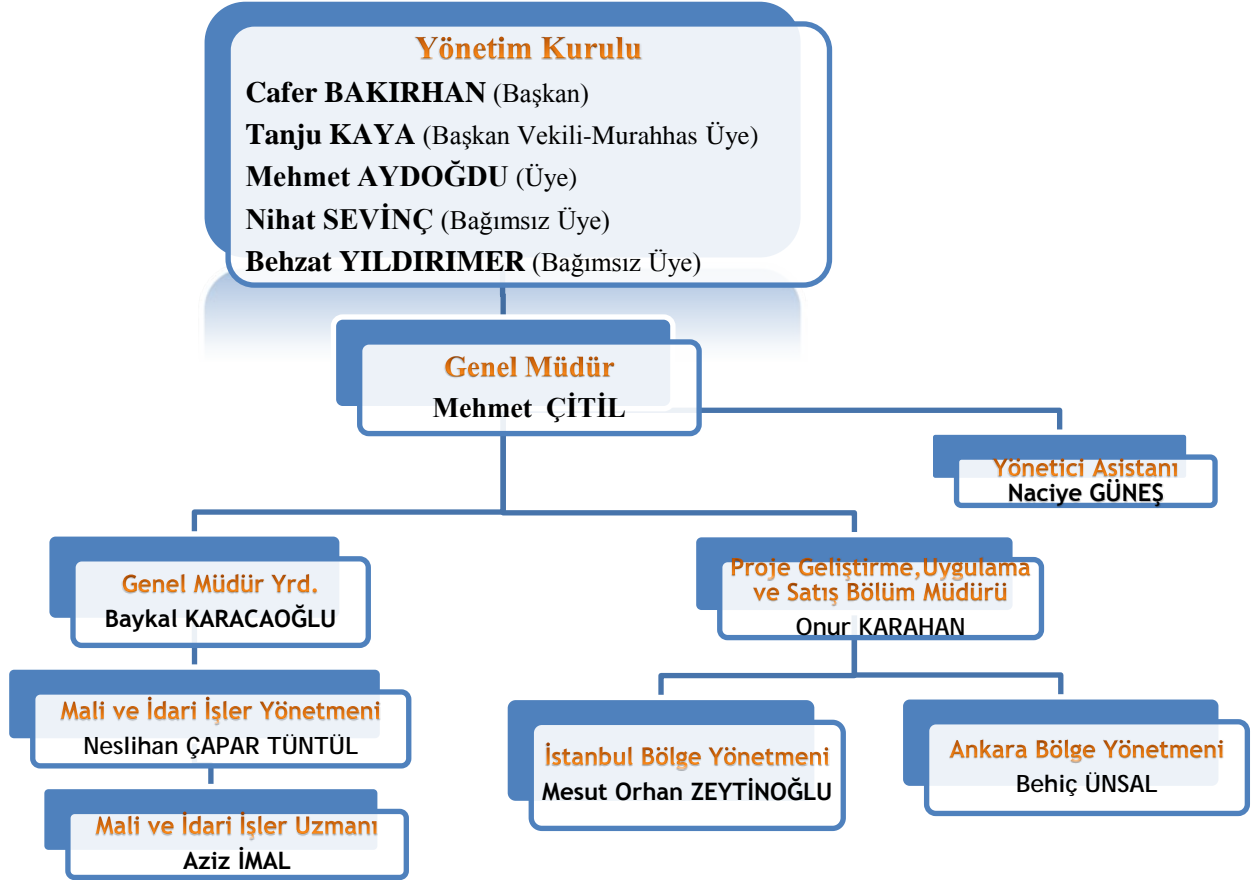 Yönetim Kurulu
Cafer BAKIRHAN (Başkan)
Tanju KAYA (Başkan Vekili-Murahhas Üye)
Mehmet AYDOĞDU (Üye)
Nihat SEVİNÇ (Bağımsız Üye)
Behzat YILDIRIMER (Bağımsız Üye)
Genel Müdür
Mehmet ÇİTİL
Yönetici Asistanı
Naciye GÜNEŞ
Genel Müdür Yrd.
Baykal KARACAOĞLU
Proje Geliştirme,Uygulama
ve Satış Bölüm Müdürü
Onur KARAHAN
Mali ve İdari İşler Yönetmeni
Neslihan ÇAPAR TÜNTÜL
İstanbul Bölge Yönetmeni
Mesut Orhan ZEYTİNOĞLU
Ankara Bölge Yönetmeni
Behiç ÜNSAL
Mali ve İdari İşler Uzmanı
Aziz İMAL